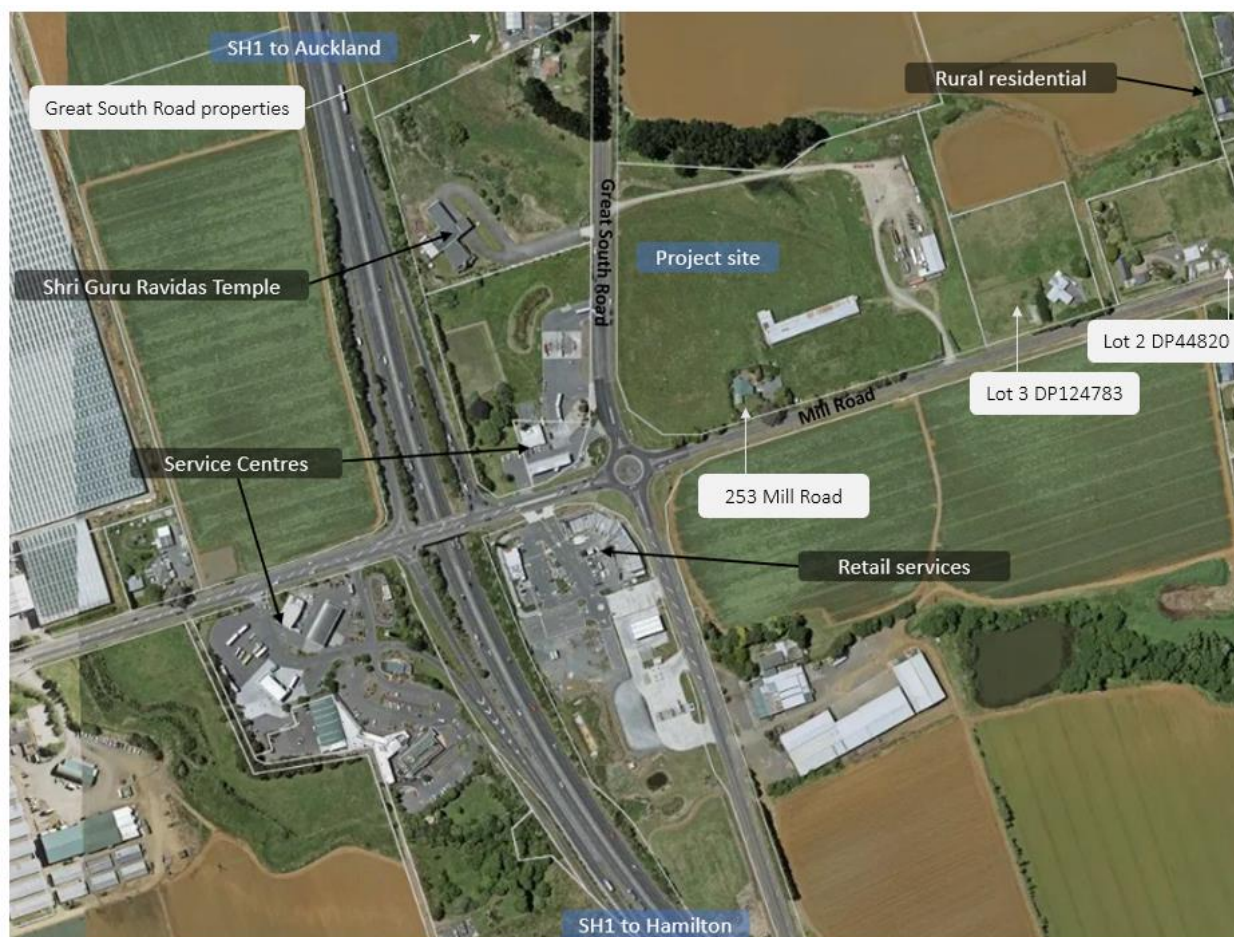 SH1 to Auckland
Great South Road properties
Rural residential
Great South Road
Project site
Shri Guru Ravidas Temple
Lot 2 DP44820
Lot 3 DP124783
Mill Road
Service Centres
253 Mill Road
Retail services
SH1 to Hamilton